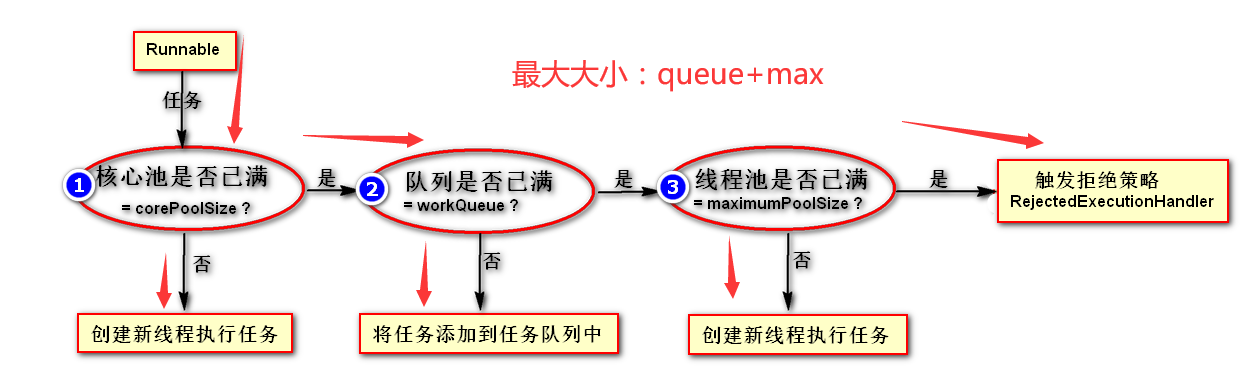 Runnable
最大大小：queue+max
任务
1
核心池是否已满
= corePoolSize ?
是
2
队列是否已满
= workQueue ?
是
3
线程池是否已满
= maximumPoolSize ?
是
触发拒绝策略
RejectedExecutionHandler
否
否
否
创建新线程执行任务
将任务添加到任务队列中
创建新线程执行任务